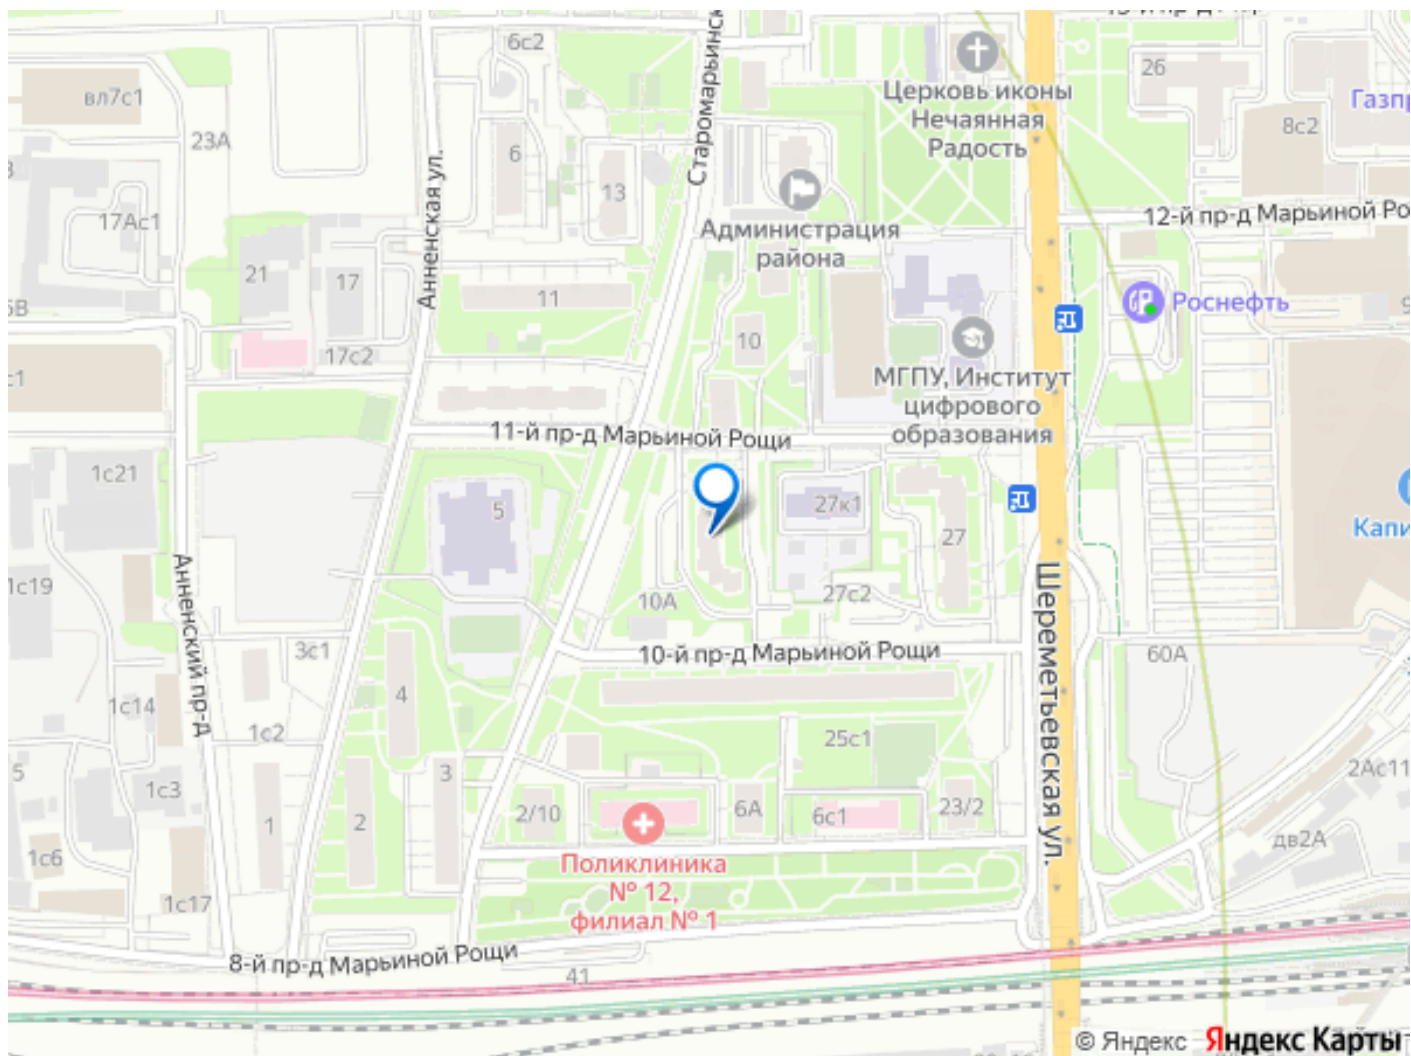 6с2
Старомарьинск
26
вл7с1
Церковь иконы
Нечаянная
Радость
Газпр
8с2
23А
6
Анненская ул.
13
17Ас1
Администрация
района
12-й пр-д Марьиной Ро
21
17
11
Роснефть
10
17с2
МГПУ, Институт
цифрового
образования
11-й пр-д Марьиной Рощи
1с21
5
27к1
27
Капи
Анненский пр-д
1с19
10А
27с2
Шереметьевская ул.
3с1
10-й пр-д Марьиной Рощи
60А
4
1с14
1с2
25с1
3
2Ас11
5
1с3
1
2
2/10
6А
6с1
23/2
дв2А
1с6
Поликлиника
№ 12,
филиал № 1
1с17
8-й пр-д Марьиной Рощи
41
© Яндекс Яндекс Карты